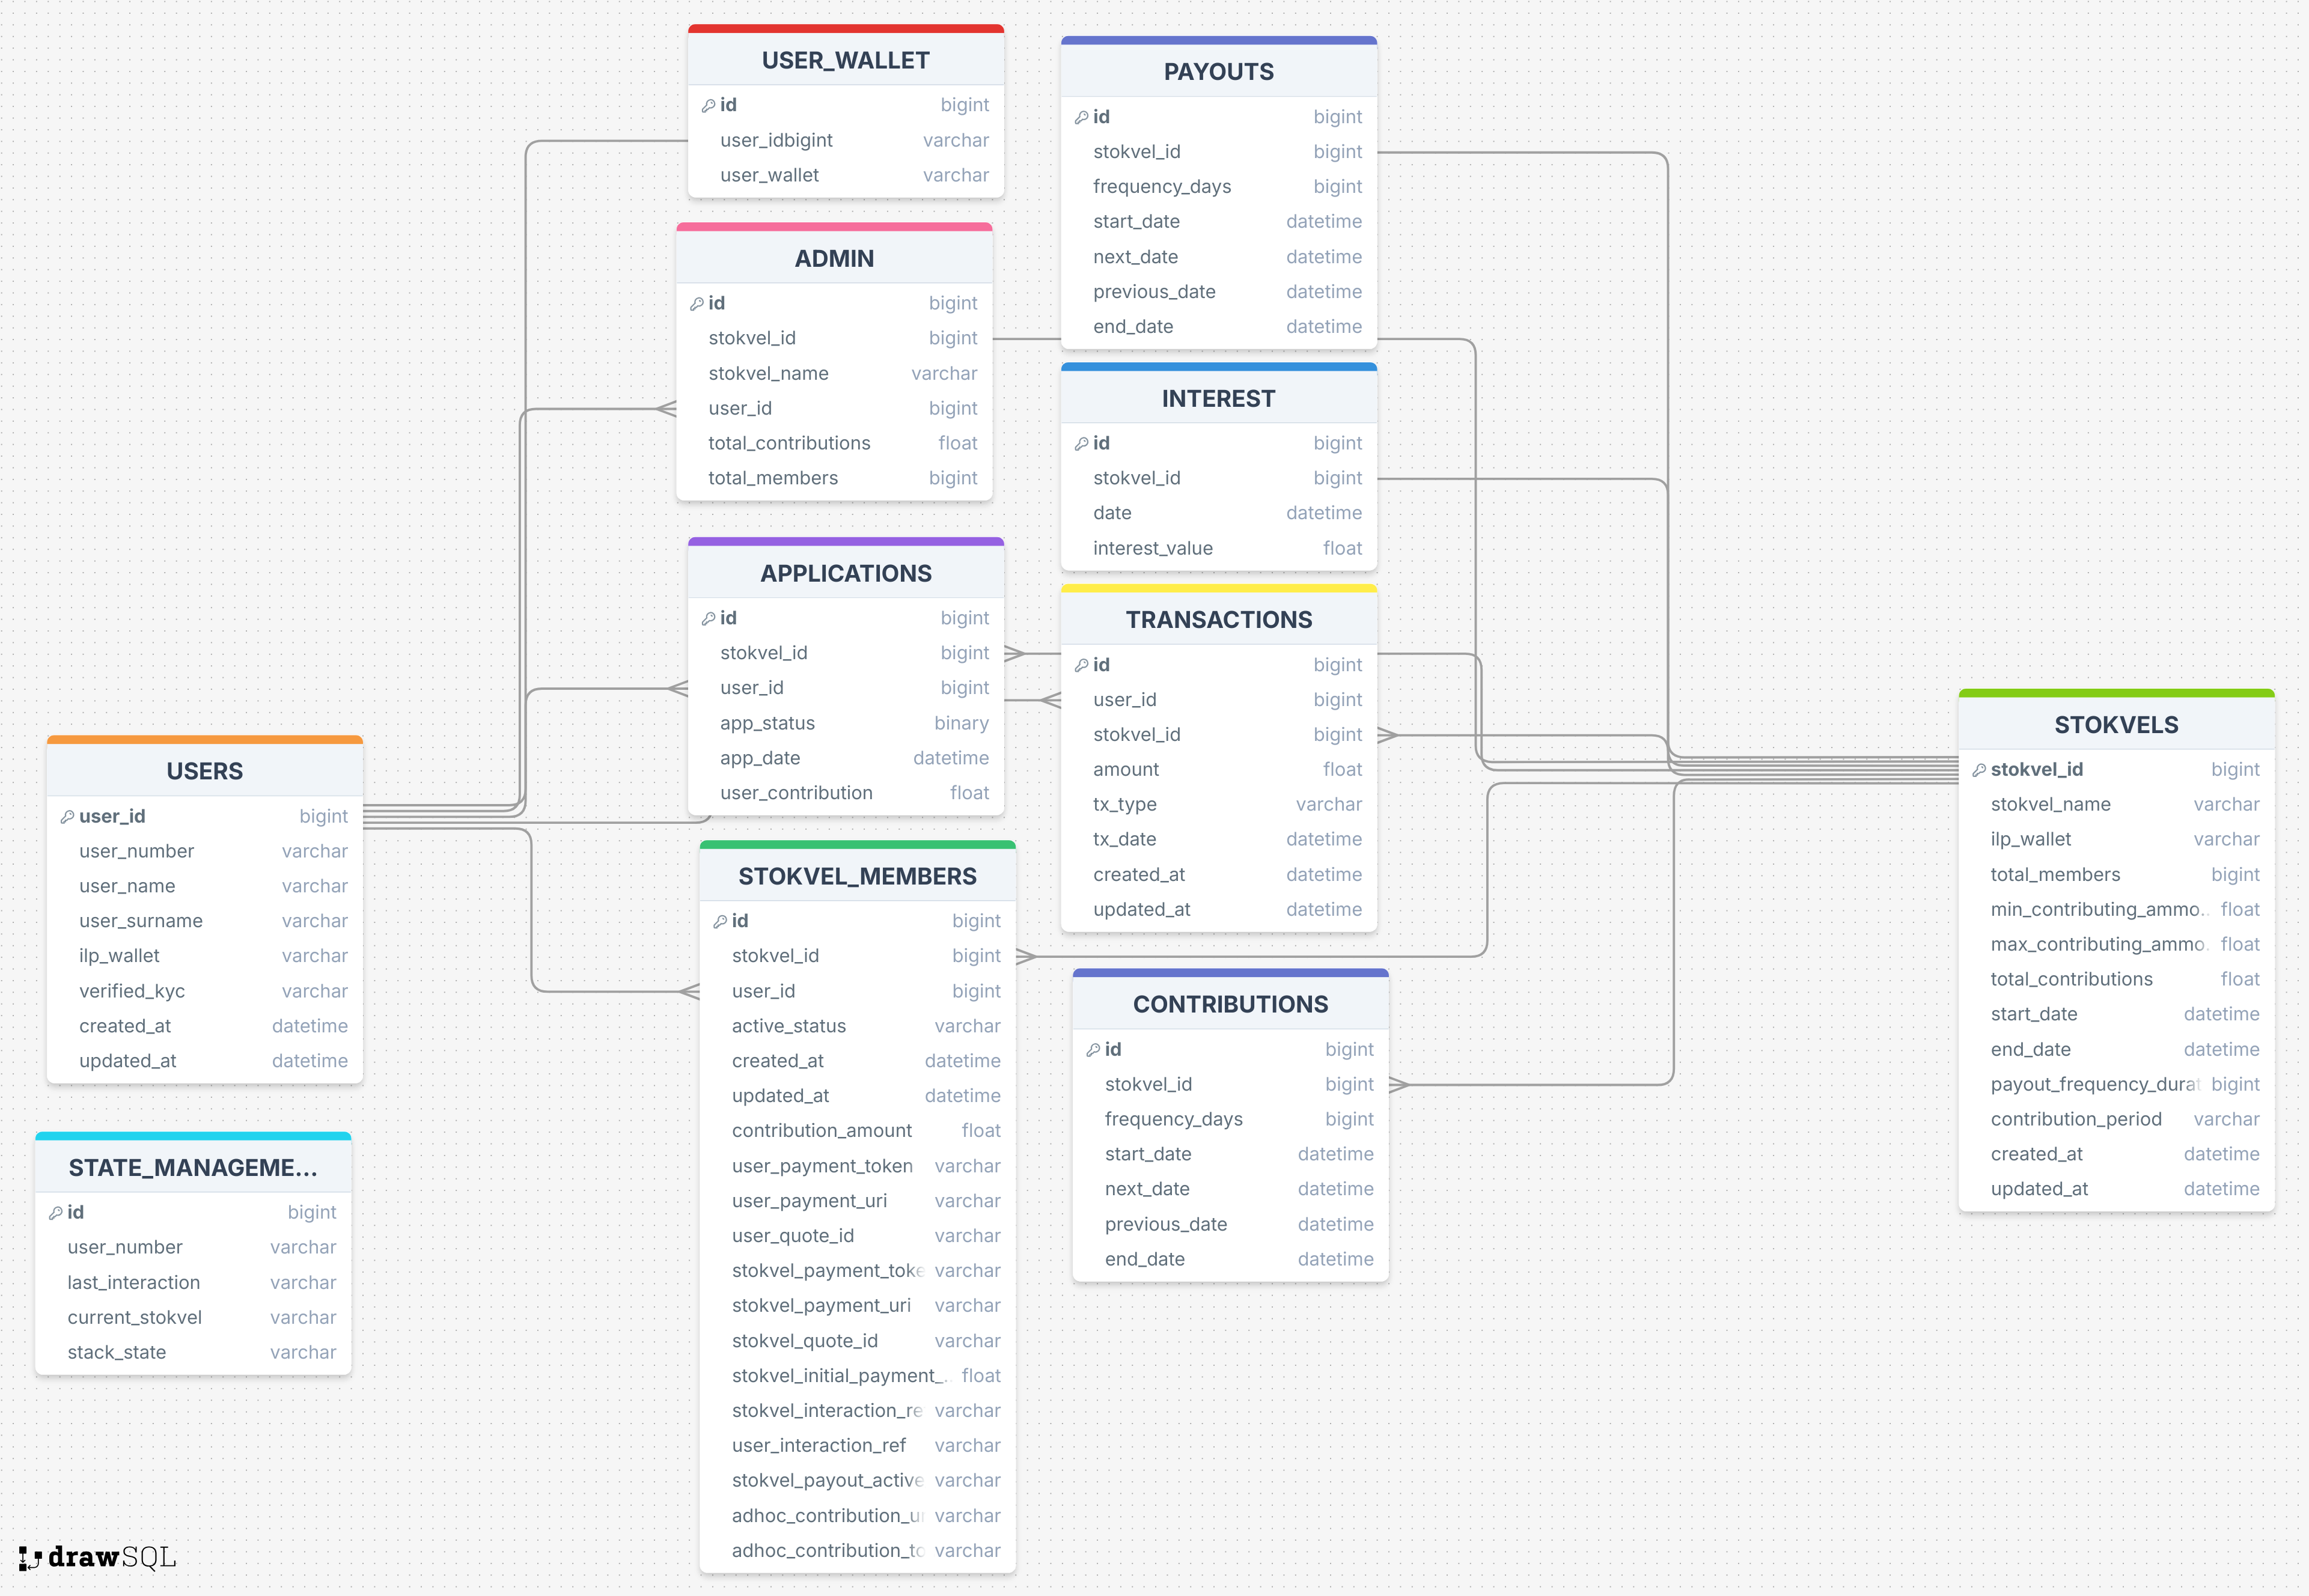 USER_WALLET
id bigint
user_idbigint varchar
user_wallet varchar
PAYOUTS
id bigint
stokvel_id bigint
frequency_days bigint
start_date datetime
next_date datetime
previous_date datetime
end_date datetime
ADMIN
id bigint
stokvel_id bigint
stokvel_name varchar
user_id bigint
total_contributions float
total_members bigint
INTEREST
id bigint
stokvel_id bigint
date datetime
interest_value float
APPLICATIONS
id bigint
stokvel_id bigint
user_id bigint
app_status binary
app_date datetime
user_contribution float
TRANSACTIONS
id bigint
user_id bigint
stokvel_id bigint
amount float
tx_type varchar
tx_date datetime
created_at datetime
updated_at datetime
STOKVELS
stokvel_id bigint
stokvel_name varchar
ilp_wallet varchar
total_members bigint
min_contributing_ammo.. float
max_contributing_ammo. float
total_contributions float
start_date datetime
end_date datetime
payout_frequency_durat bigint
contribution_period varchar
created_at datetime
updated_at datetime
USERS
user_id bigint
user_number varchar
user_name varchar
user_surname varchar
ilp_wallet varchar
verified_kyc varchar
created_at datetime
updated_at datetime
STOKVEL_MEMBERS
id bigint
stokvel_id bigint
user_id bigint
active_status varchar
created_at datetime
updated_at datetime
contribution_amount float
user_payment_token varchar
user_payment_uri varchar
user_quote_id varchar
stokvel_payment_toke varchar
stokvel_payment_uri varchar
stokvel_quote_id varchar
stokvel_initial_payment_. float
stokvel_interaction_re varchar
user_interaction_ref varchar
stokvel_payout_active varchar
adhoc_contribution_u varchar
adhoc_contribution_to varchar
CONTRIBUTIONS
id bigint
stokvel_id bigint
frequency_days bigint
start_date datetime
next_date datetime
previous_date datetime
end_date datetime
STATE_MANAGEME...
id bigint
user_number varchar
last_interaction varchar
current_stokvel varchar
stack_state varchar
drawSQL